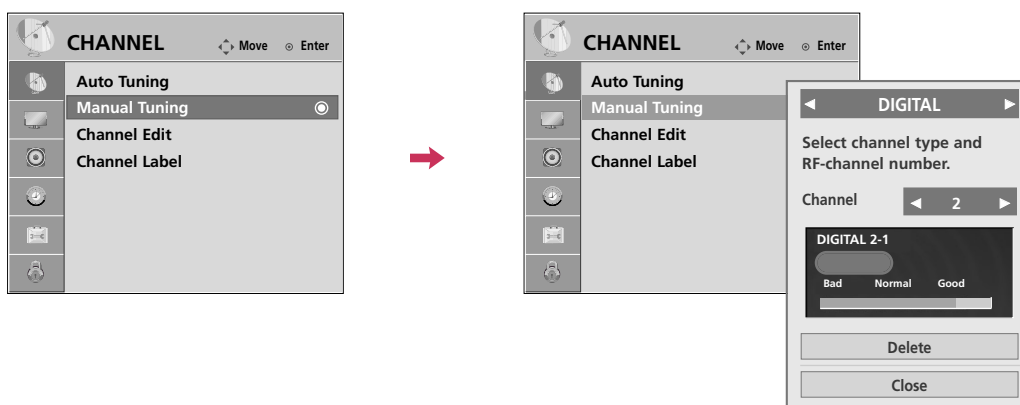 CHANNEL Move Enter
Auto Tuning
Manual Tuning
Channel Edit
Channel Label
CHANNEL Move Enter
Auto Tuning
Manual Tuning
Channel Edit
Channel Label
DIGITAL
Select channel type and
RF-channel number.
Channel 2
DIGITAL 2-1
Bad Normal Good
Delete
Close